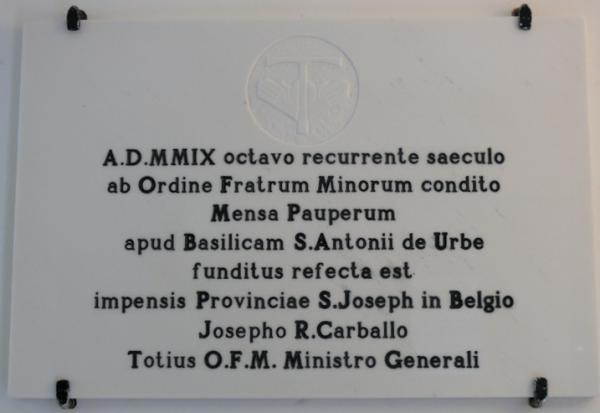 A.D.MMIX octavo recurrente saeculo
ab Ordine Fratrum Minorum condito
Mensa Pauperum
apud Basilicam S.Antonii de Urbe
funditus refecta est
impensis Provinciae S.Joseph in Belgio
Josepho R.Carballo
Totius O.F.M. Ministro Generali